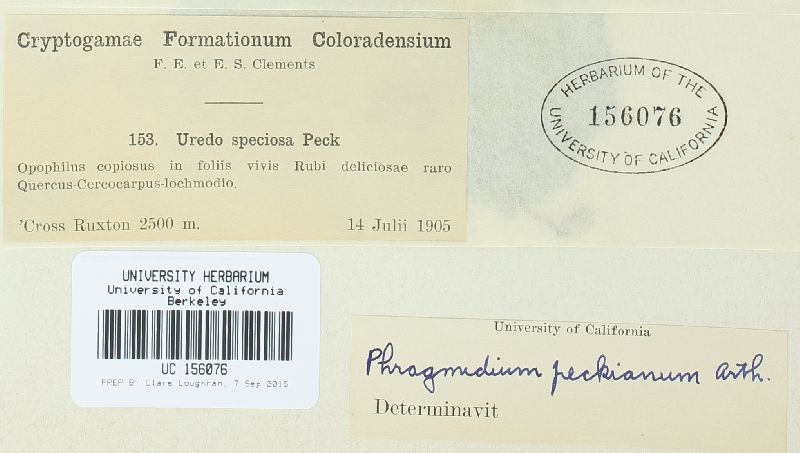 Cryptogamae Formationum Coloradensium
F. E. et E. S. Clements
153. Uredo speciosa Peck
Opophilus copiosus in foliis vivis Rubi deliciosae raro
Quercus-Cercocarpus-lochmodio.
'Cross Ruxton 2500 m. 14 Julii 1905
HERBARIUM OF THE
156076
UNIVERSITY OF CALIFORNIA
UNIVERSITY HERBARIUM
University of California
Berkeley
UC 156076
PREP BY Clare Loughran, 7 Sep 2015
University of California
Phragmidium peckianum Arth.
Determinavit